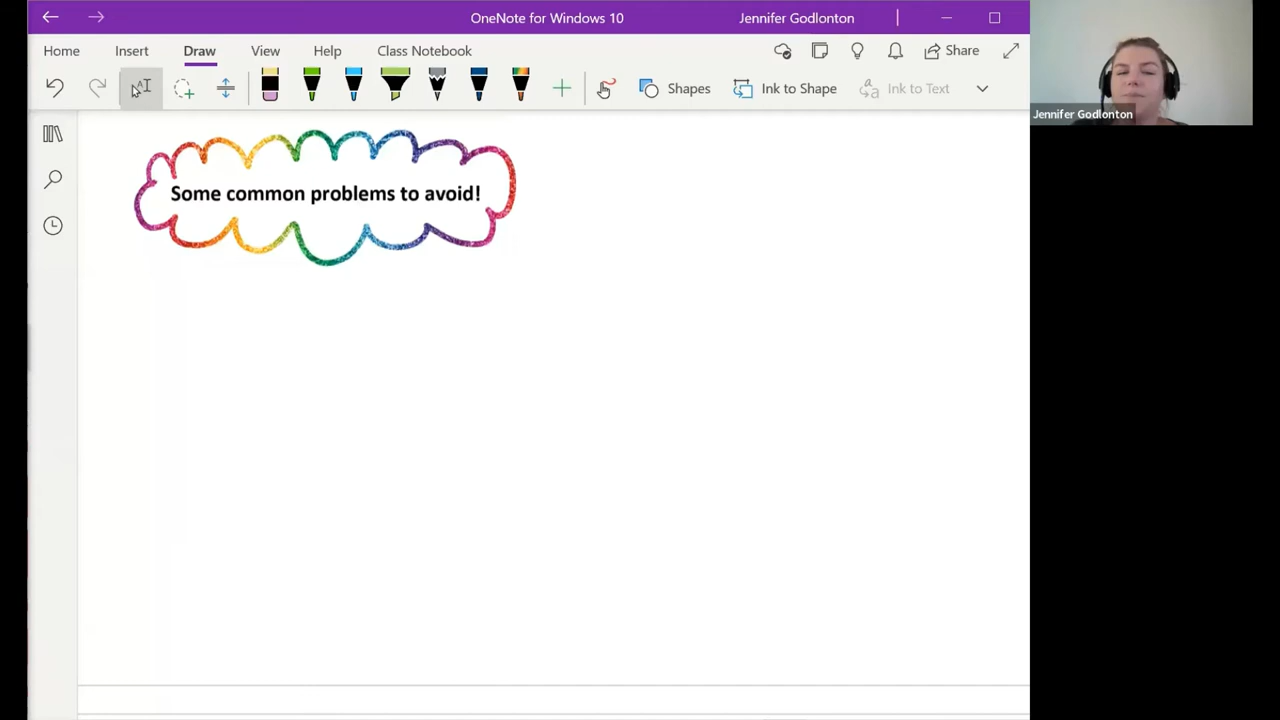 OneNote for Windows 10
Jennifer Godlonton
Home Insert Draw View Help Class Notebook Share
Shapes Ink to Shape Ink to Text
Jennifer Godlonton
Some common problems to avoid!